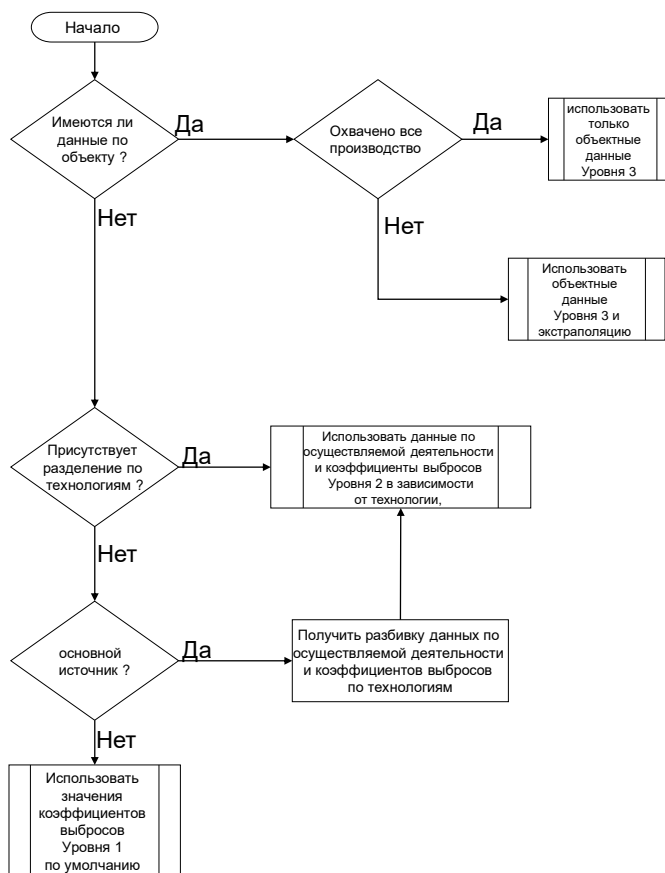 Начало
Имеются ли
данные по
объекту ?
Да
Охвачено все
производство
Да
использовать
только
объектные
данные
Уровня 3
Нет
Нет
Использовать
объектные
данные
Уровня 3 и
экстраполяцию
Присутствует
разделение по
технологиям ?
Да
Использовать данные по
осуществляемой деятельности
и коэффициенты выбросов
Уровня 2 в зависимости
от технологии,
Нет
основной
источник ?
Да
Получить разбивку данных по
осуществляемой деятельности
и коэффициентов выбросов
по технологиям
Нет
Использовать
значения
коэффициентов
выбросов
Уровня 1
по умолчанию